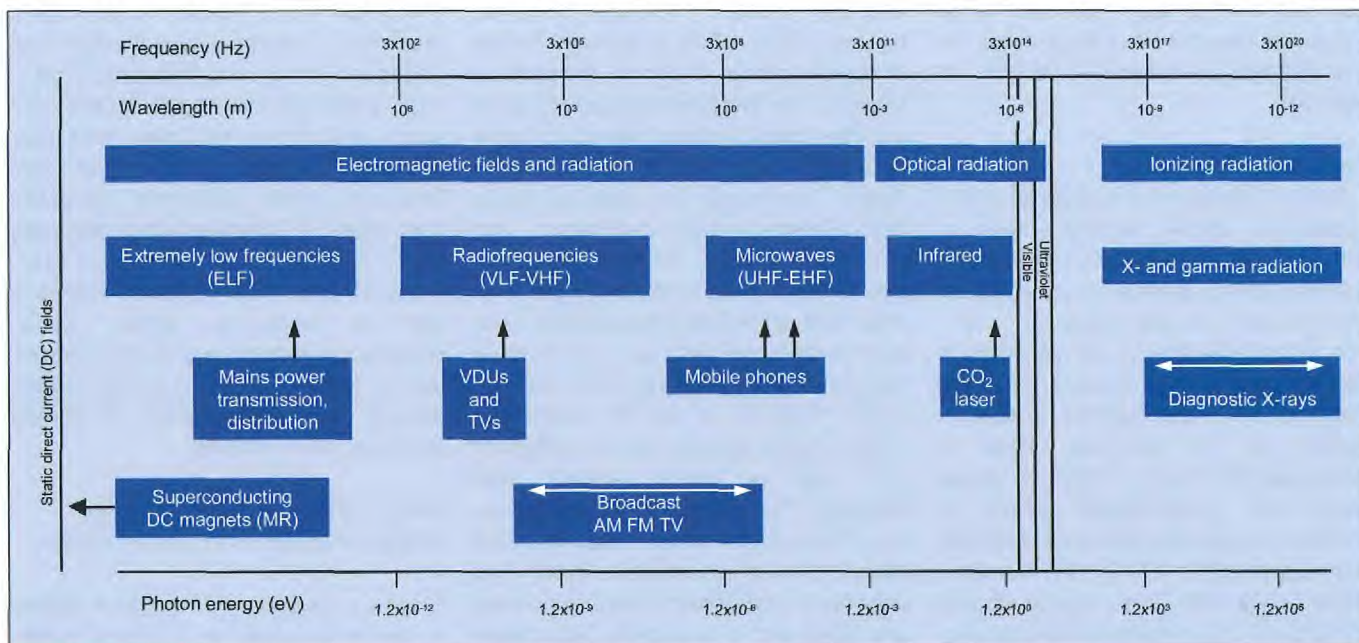 Frequency (Hz) 3x10² 3x10⁵ 3x10⁸ 3x10¹¹ 3x10¹⁴ 3x10¹⁷ 3x10²⁰
Wavelength (m) 10⁶ 10³ 10⁰ 10⁻³ 10⁻⁶ 10⁻⁹ 10⁻¹²
Electromagnetic fields and radiation
Optical radiation
Ionizing radiation
Extremely low frequencies
(ELF)
Radiofrequencies
(VLF-VHF)
Microwaves
(UHF-EHF)
Infrared
Visible
Ultraviolet
X- and gamma radiation
Static direct current (DC) fields
Mains power
transmission,
distribution
VDUs
and
TVs
Mobile phones
CO₂
laser
Diagnostic X-rays
Superconducting
DC magnets (MR)
Broadcast
AM FM TV
Photon energy (eV) 1.2x10⁻¹² 1.2x10⁻⁹ 1.2x10⁻⁶ 1.2x10⁻³ 1.2x10⁰ 1.2x10³ 1.2x10⁶